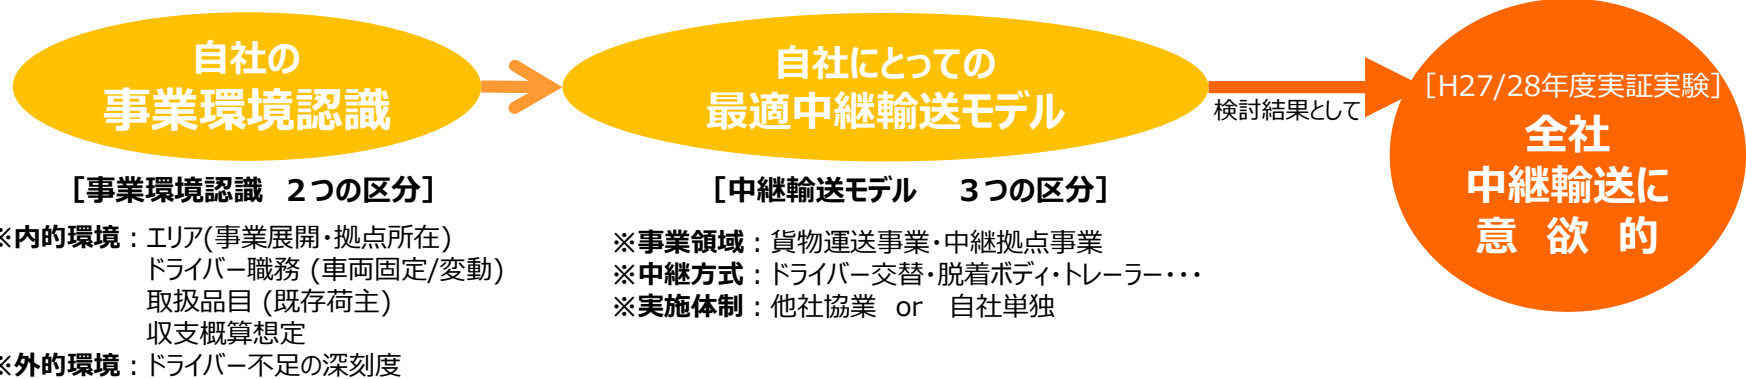 自社の
事業環境認識
自社にとっての
最適中継輸送モデル
検討結果として
[H27/28年度実証実験]
全社
中継輸送に
意 欲 的
[事業環境認識 2つの区分]
※内的環境：エリア(事業展開・拠点所在)
ドライバー職務 (車両固定/変動)
取扱品目 (既存荷主)
収支概算想定
※外的環境：ドライバー不足の深刻度
[中継輸送モデル 3つの区分]
※事業領域：貨物運送事業・中継拠点事業
※中継方式：ドライバー交替・脱着ボディ・トレーラー・・・
※実施体制：他社協業 or 自社単独